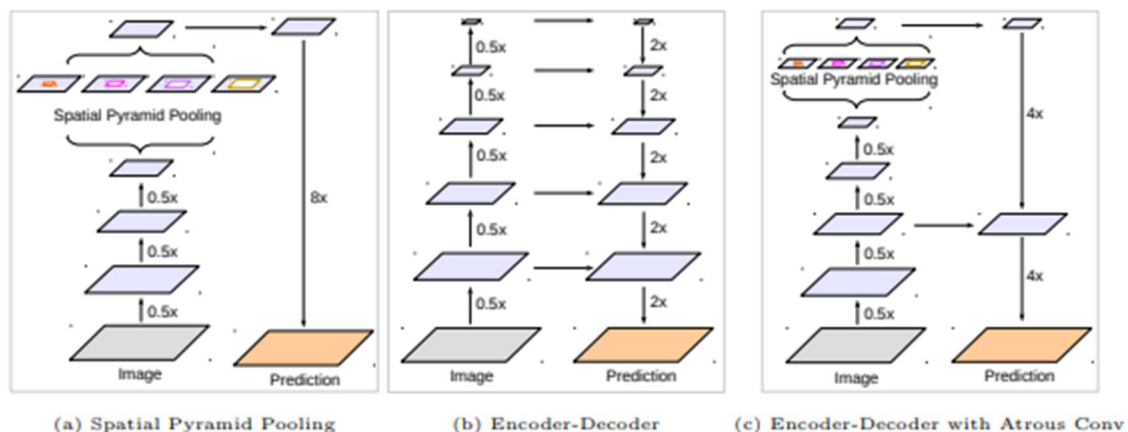 Spatial Pyramid Pooling
0.5x
0.5x
0.5x
8x
Image
Prediction
(a) Spatial Pyramid Pooling
0.5x
2x
0.5x
2x
0.5x
2x
0.5x
2x
0.5x
2x
Image
Prediction
(b) Encoder-Decoder
Spatial Pyramid Pooling
4x
0.5x
0.5x
0.5x
4x
0.5x
Image
Prediction
(c) Encoder-Decoder with Atrous Conv